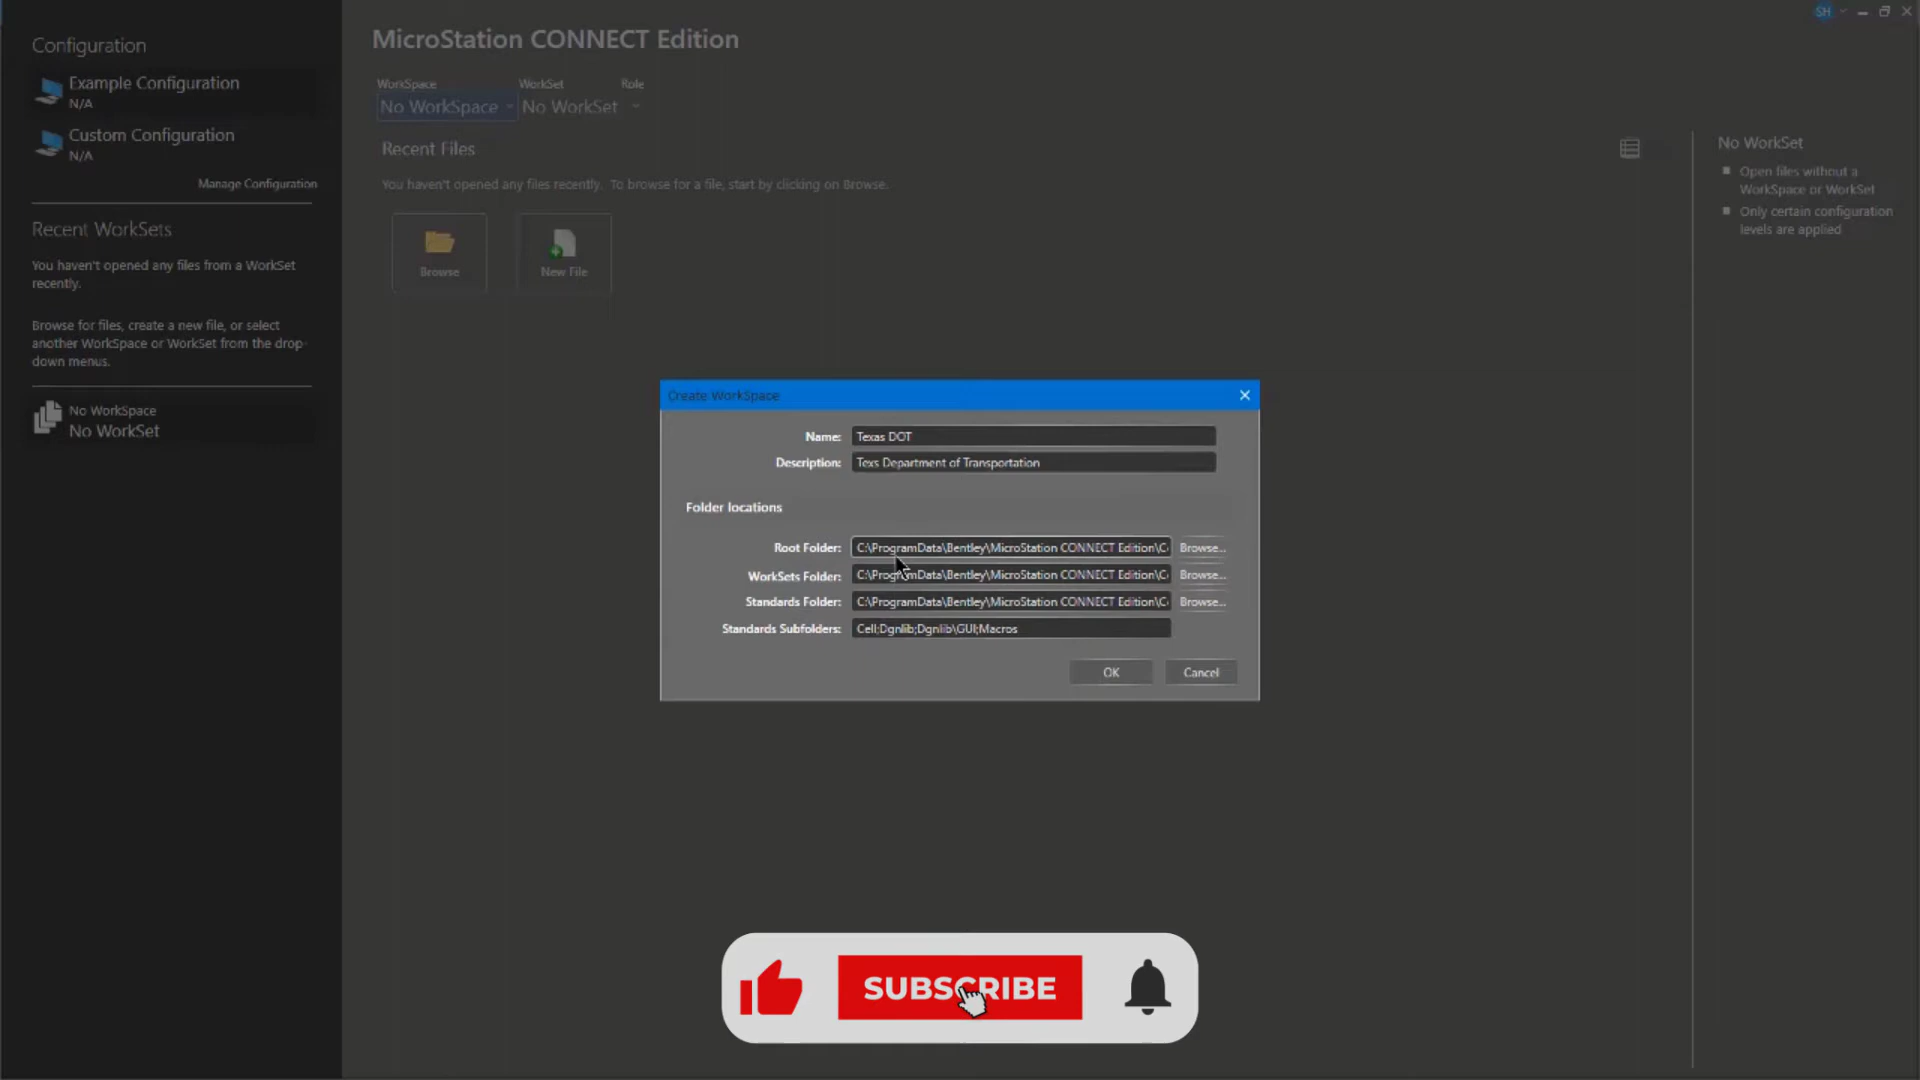 SH
Configuration
Example Configuration
N/A
Custom Configuration
N/A
Manage Configuration
Recent WorkSets
You haven't opened any files from a WorkSet
recently.
Browse for files, create a new file, or select
another WorkSpace or WorkSet from the drop-
down menus.
No WorkSpace
No WorkSet
MicroStation CONNECT Edition
WorkSpace WorkSet Role
No WorkSpace No WorkSet
Recent Files
You haven't opened any files recently. To browse for a file, start by clicking on Browse.
Browse
New File
No WorkSet
Open files without a
WorkSpace or WorkSet
Only certain configuration
levels are applied
Create WorkSpace
Name: Texas DOT
Description: Texs Department of Transportation
Folder locations
Root Folder: C:\ProgramData\Bentley\MicroStation CONNECT Edition\C Browse...
WorkSets Folder: C:\ProgramData\Bentley\MicroStation CONNECT Edition\C Browse...
Standards Folder: C:\ProgramData\Bentley\MicroStation CONNECT Edition\C Browse...
Standards Subfolders: Cell;Dgnlib;Dgnlib\GUI;Macros
OK Cancel
SUBSCRIBE